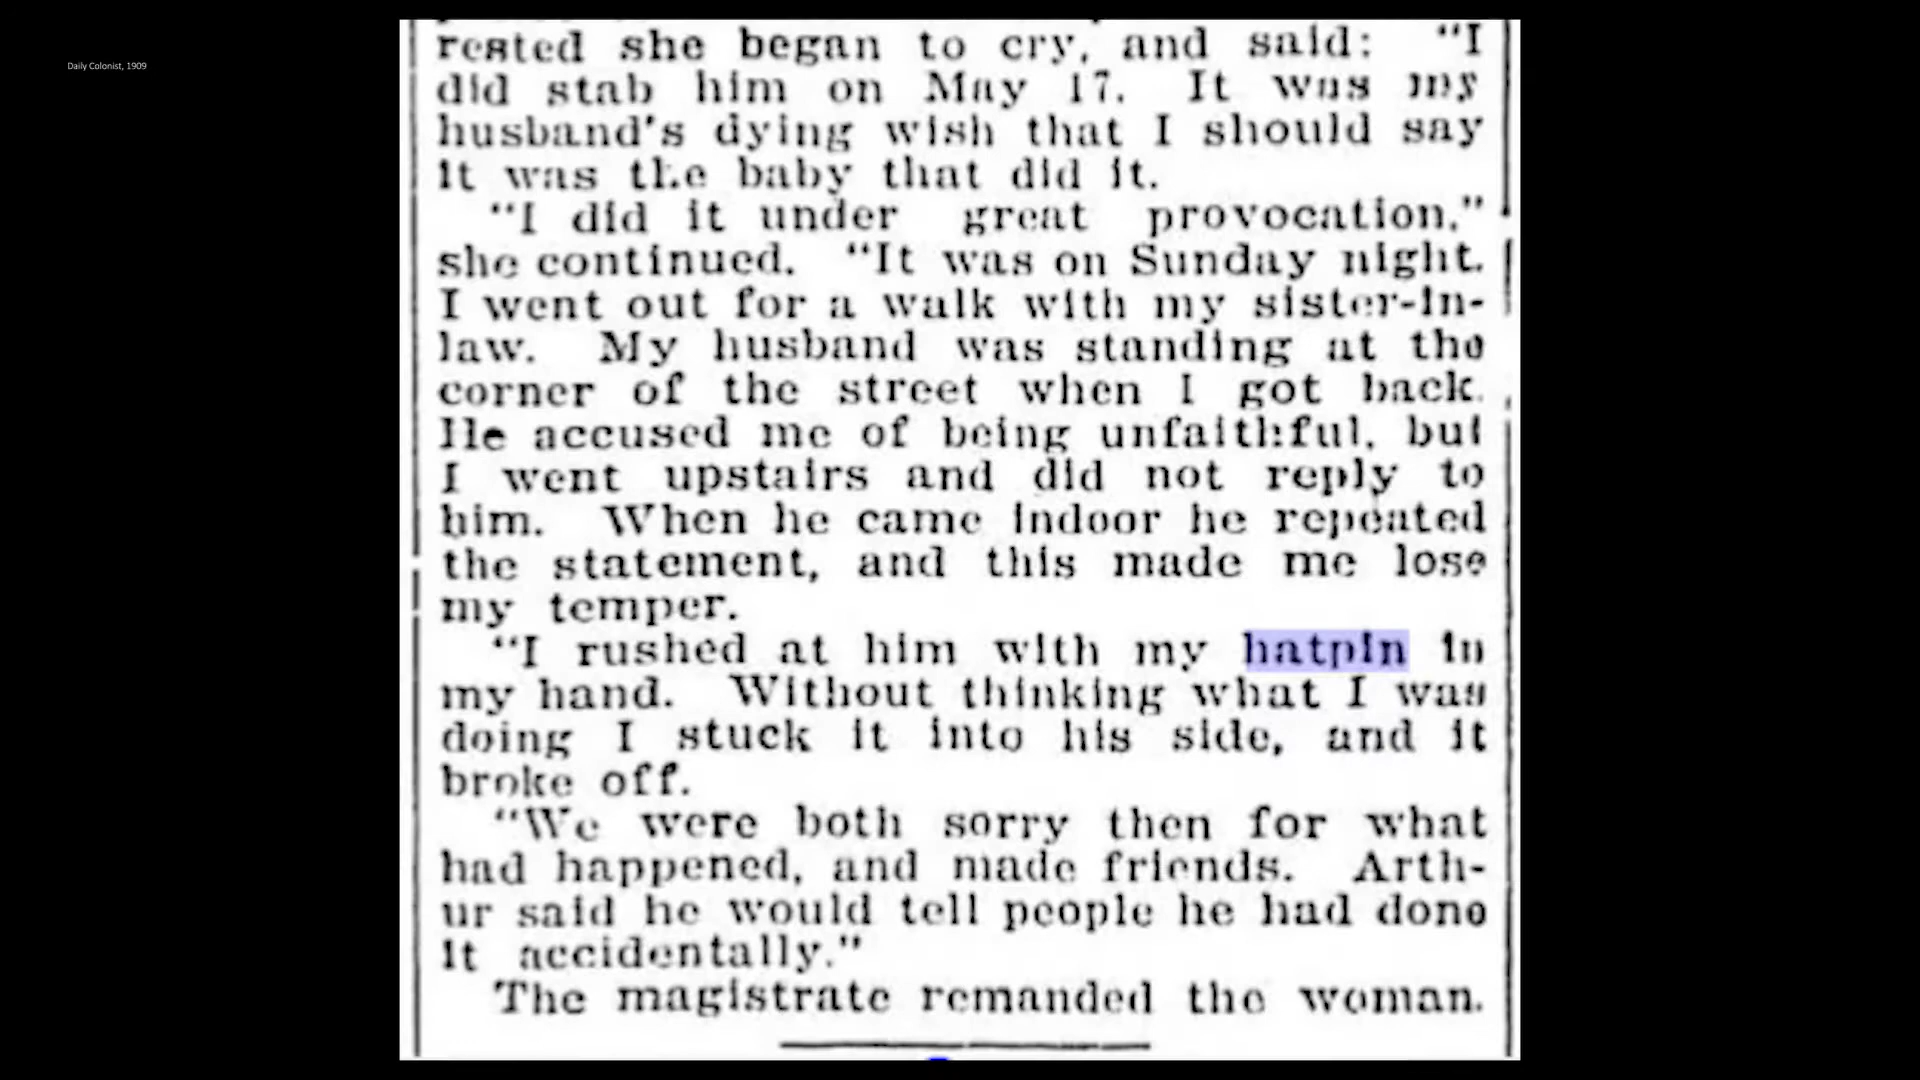 Daily Colonist, 1909
rested she began to cry, and said: "I
did stab him on May 17. It was my
husband's dying wish that I should say
it was the baby that did it.
"I did it under great provocation,"
she continued. "It was on Sunday night.
I went out for a walk with my sister-in-
law. My husband was standing at the
corner of the street when I got back.
He accused me of being unfaithful, but
I went upstairs and did not reply to
him. When he came indoor he repeated
the statement, and this made me lose
my temper.
"I rushed at him with my hatpin in
my hand. Without thinking what I was
doing I stuck it into his side, and it
broke off.
"We were both sorry then for what
had happened, and made friends. Arth-
ur said he would tell people he had done
it accidentally."
The magistrate remanded the woman.